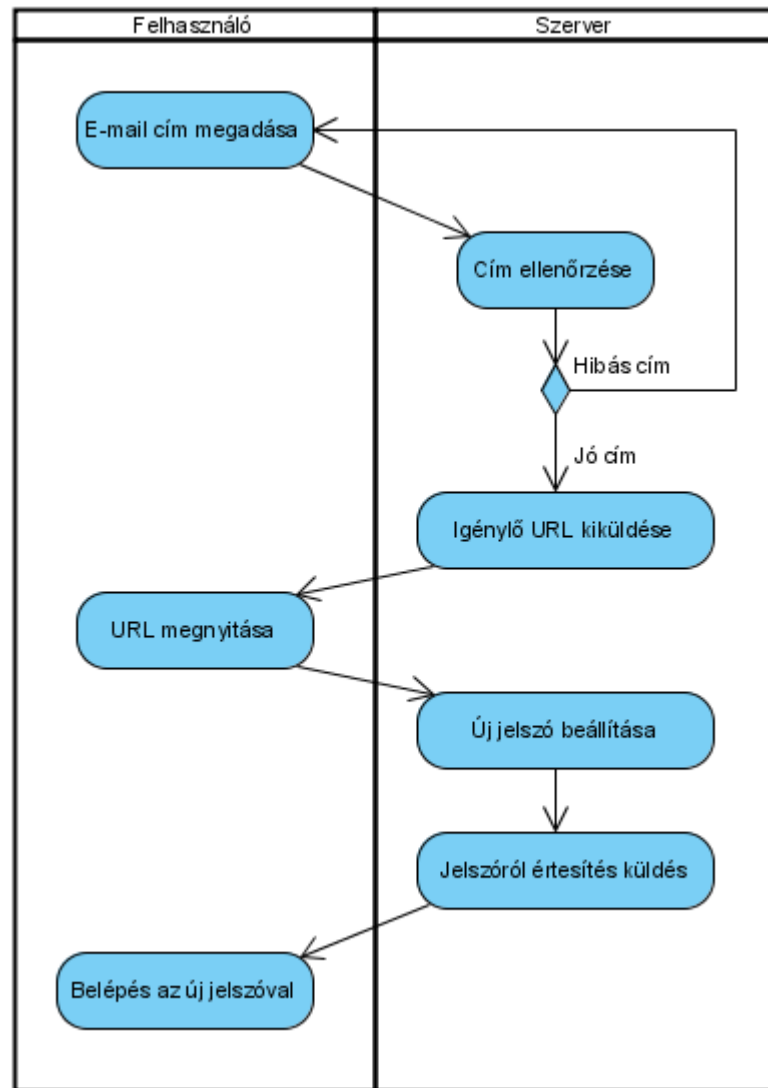 Felhasználó
Szerver
E-mail cím megadása
Cím ellenőrzése
Hibás cím
Jó cím
Igénylő URL kiküldése
URL megnyitása
Új jelszó beállítása
Jelszóról értesítés küldés
Belépés az új jelszóval